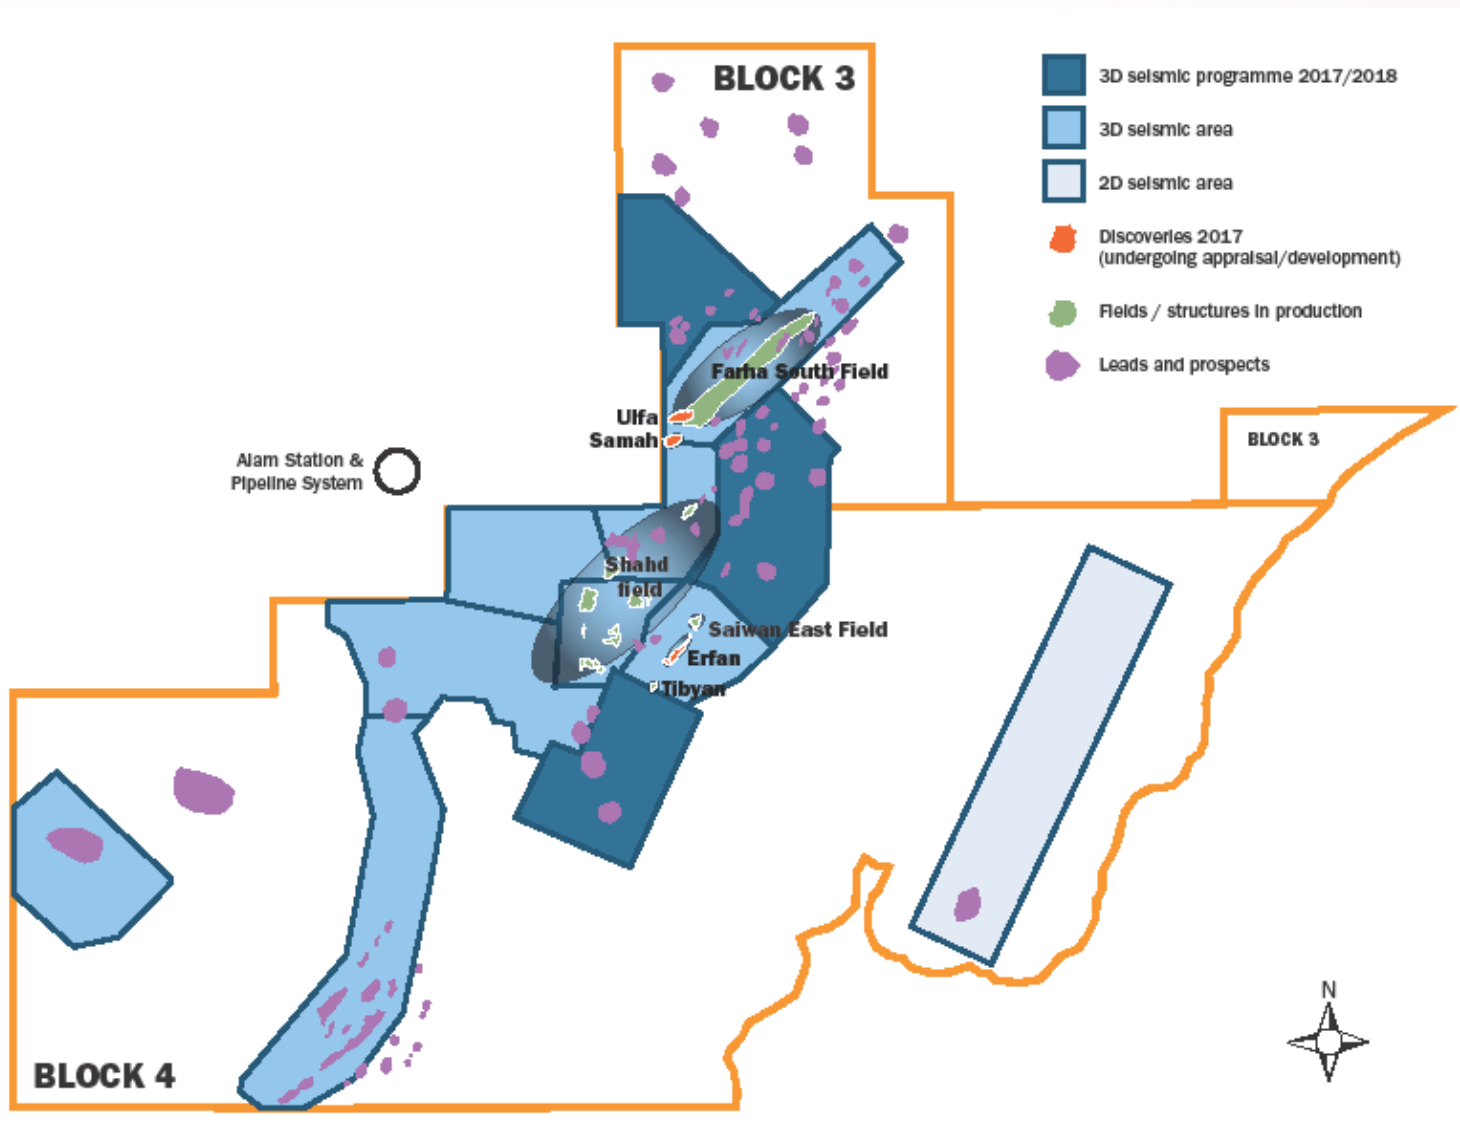 BLOCK 3
3D seismic programme 2017/2018
3D seismic area
2D seismic area
Discoveries 2017
(undergoing appraisal/development)
Fields / structures in production
Leads and prospects
Farha South Field
Ulfa
Samah
BLOCK 3
Alam Station &
Pipeline System
Shahd
field
Saiwan East Field
Erfan
Tibyan
N
BLOCK 4